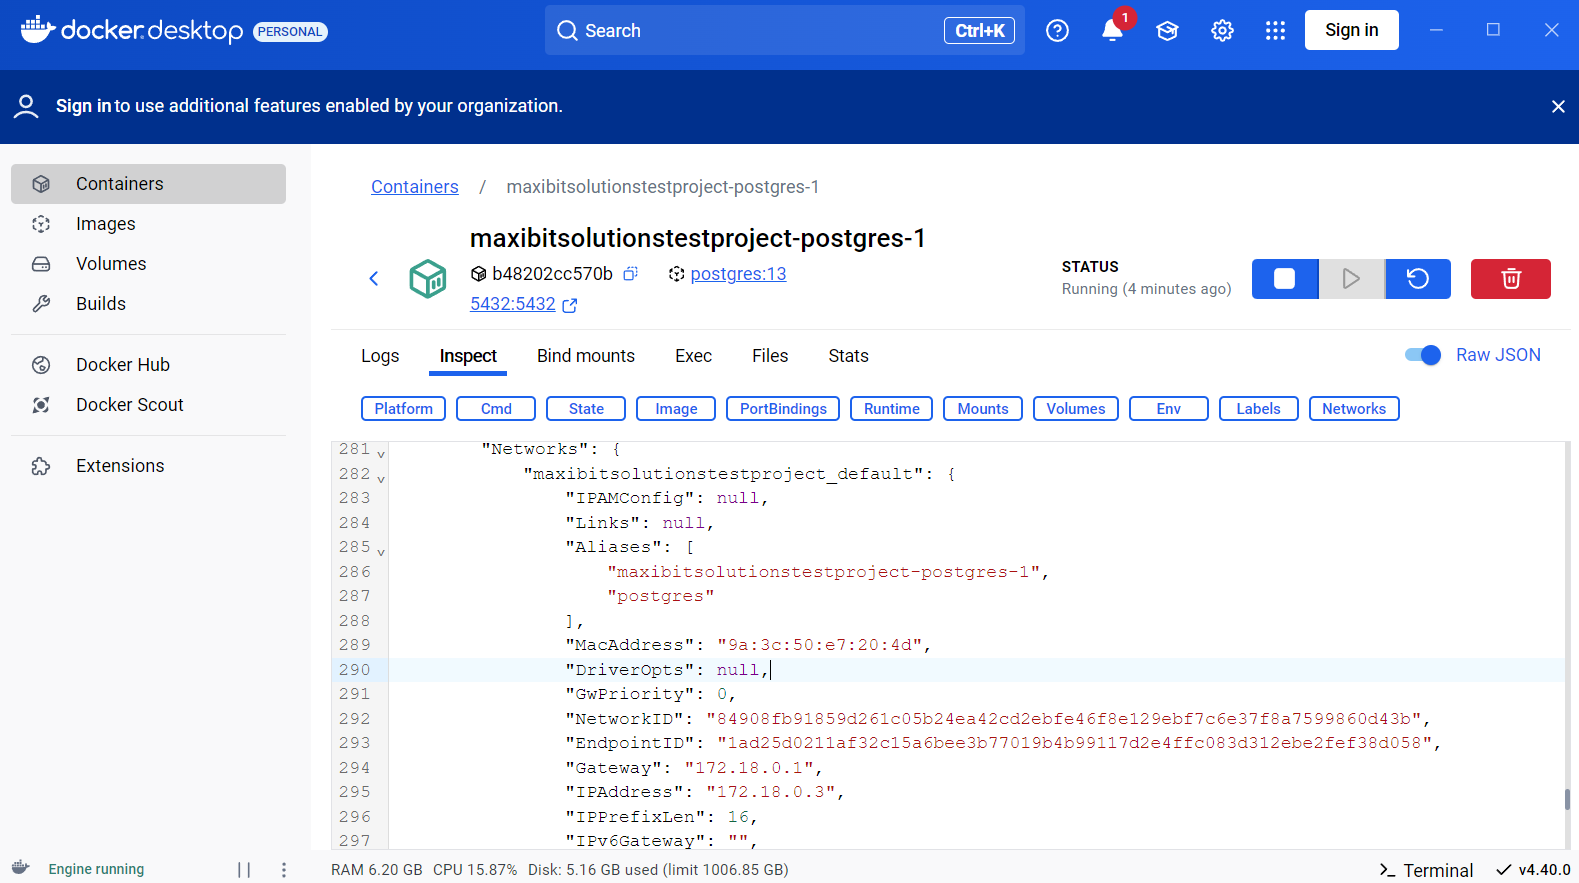 docker.desktop PERSONAL
Search Ctrl+K
1
Sign in
Sign in to use additional features enabled by your organization.
Containers
Images
Volumes
Builds
Docker Hub
Docker Scout
Extensions
Containers / maxibitsolutionstestproject-postgres-1
maxibitsolutionstestproject-postgres-1
b48202cc570b postgres:13
5432:5432
STATUS
Running (4 minutes ago)
Logs Inspect Bind mounts Exec Files Stats Raw JSON
Platform Cmd State Image PortBindings Runtime Mounts Volumes Env Labels Networks
281 "Networks": {
282 "maxibitsolutionstestproject_default": {
283 "IPAMConfig": null,
284 "Links": null,
285 "Aliases": [
286 "maxibitsolutionstestproject-postgres-1",
287 "postgres"
288 ],
289 "MacAddress": "9a:3c:50:e7:20:4d",
290 "DriverOpts": null,
291 "GwPriority": 0,
292 "NetworkID": "84908fb91859d261c05b24ea42cd2ebfe46f8e129ebf7c6e37f8a7599860d43b",
293 "EndpointID": "1ad25d0211af32c15a6bee3b77019b4b99117d2e4ffc083d312ebe2fef38d058",
294 "Gateway": "172.18.0.1",
295 "IPAddress": "172.18.0.3",
296 "IPPrefixLen": 16,
297 "IPv6Gateway": "",
Engine running
RAM 6.20 GB CPU 15.87% Disk: 5.16 GB used (limit 1006.85 GB)
Terminal v4.40.0